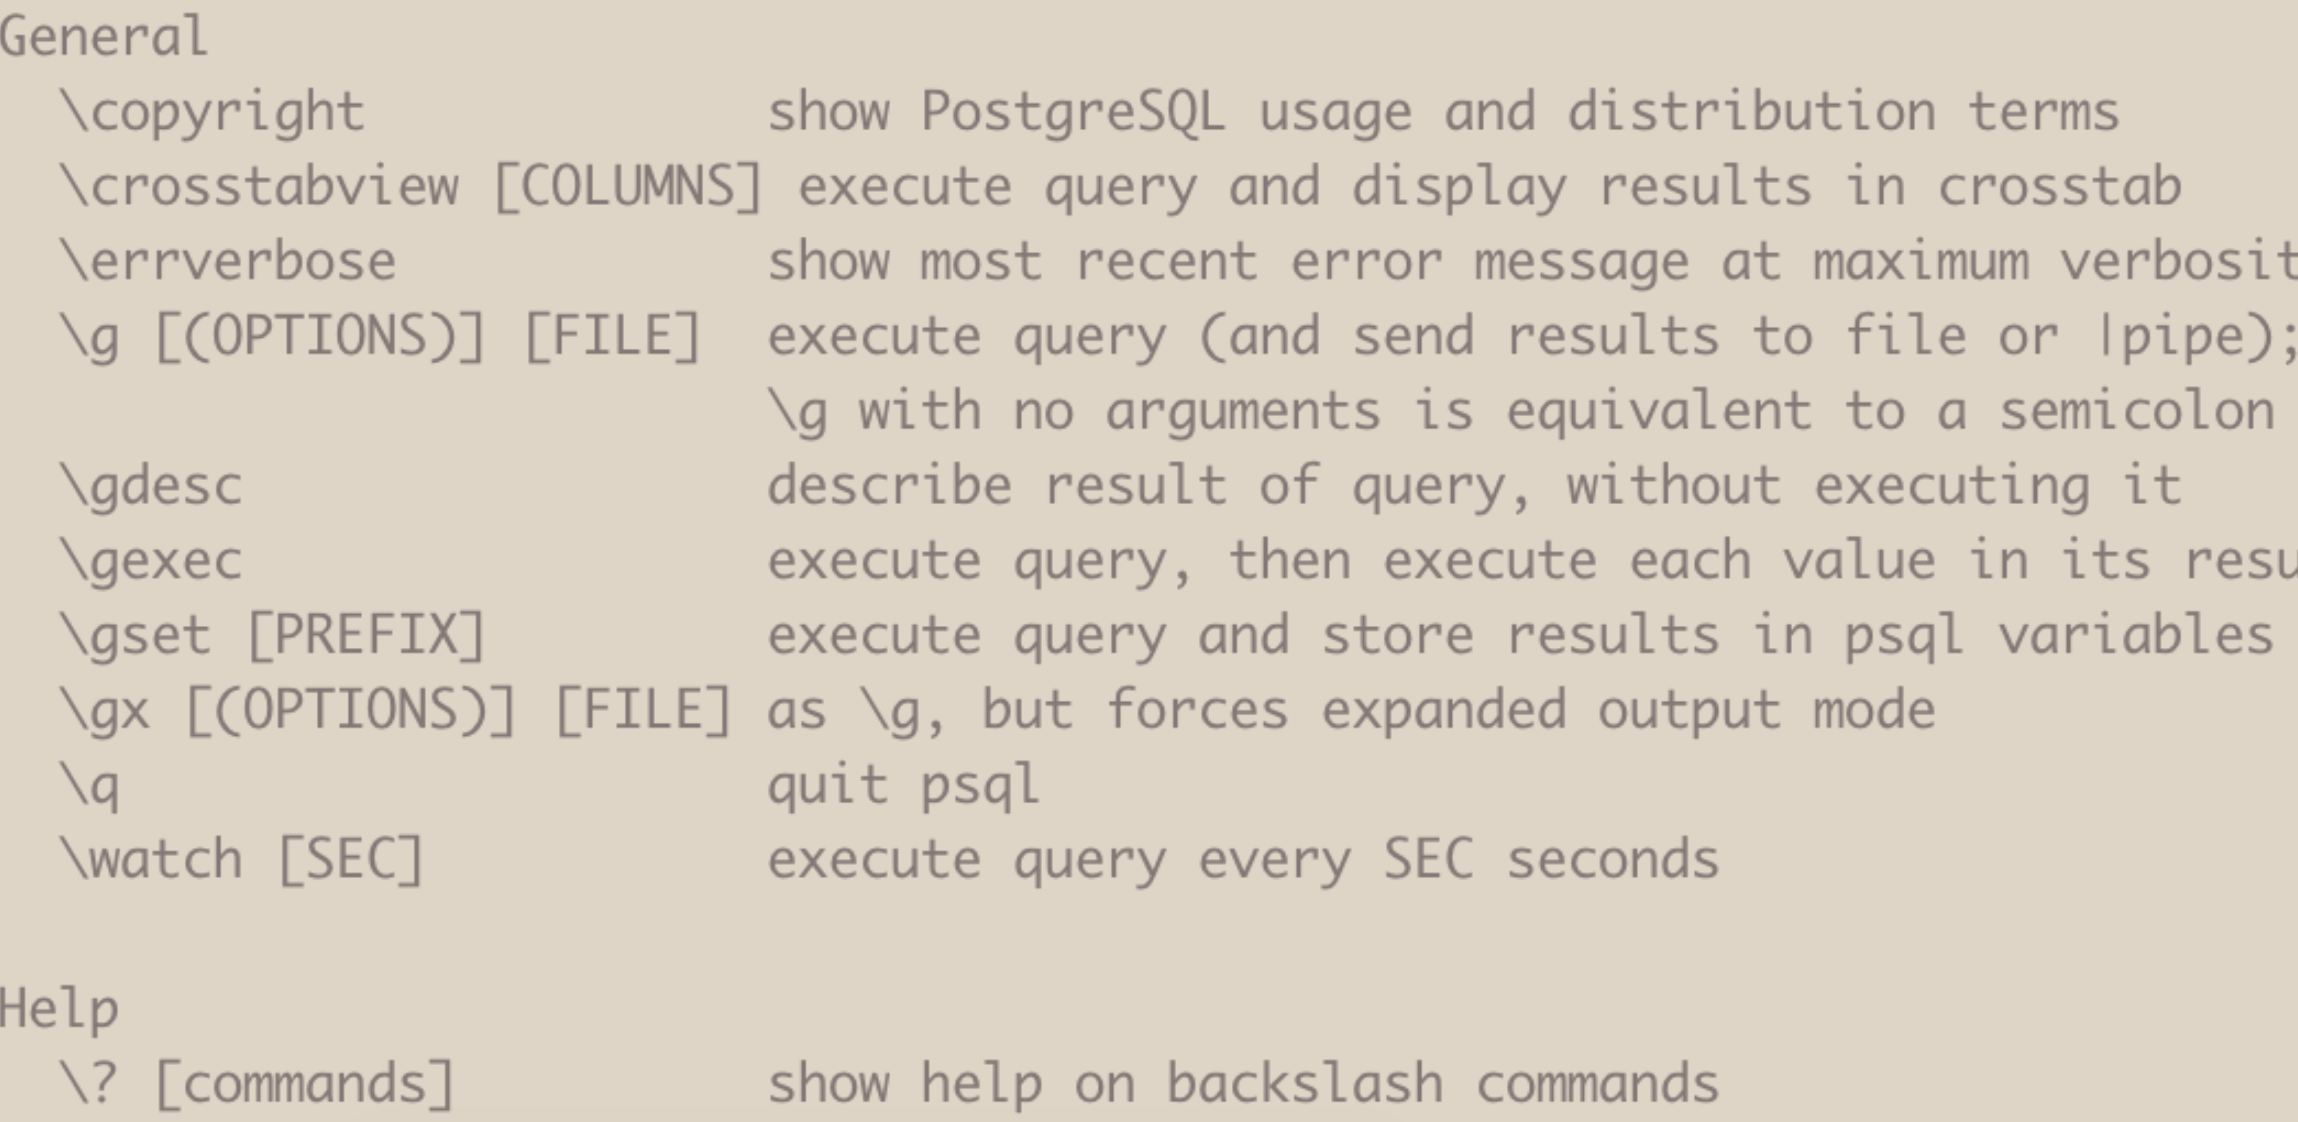 General
  \copyright             show PostgreSQL usage and distribution terms
  \crosstabview [COLUMNS] execute query and display results in crosstab
  \errverbose            show most recent error message at maximum verbosit
  \g [(OPTIONS)] [FILE]  execute query (and send results to file or |pipe);
                         \g with no arguments is equivalent to a semicolon
  \gdesc                 describe result of query, without executing it
  \gexec                 execute query, then execute each value in its resu
  \gset [PREFIX]         execute query and store results in psql variables
  \gx [(OPTIONS)] [FILE] as \g, but forces expanded output mode
  \q                     quit psql
  \watch [SEC]           execute query every SEC seconds

Help
  \? [commands]          show help on backslash commands